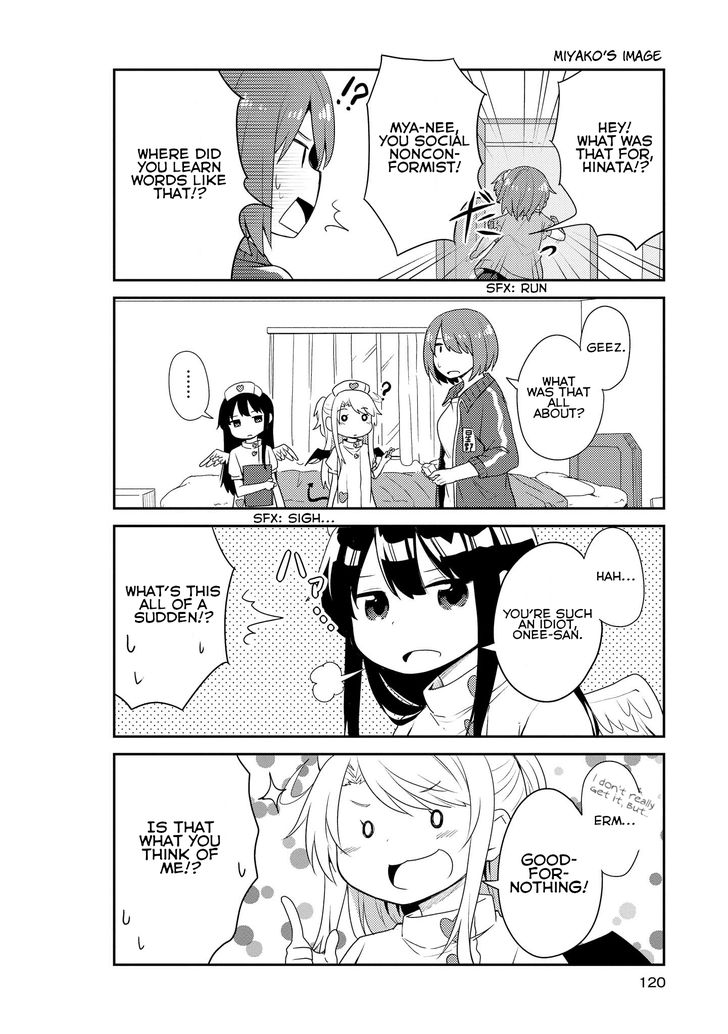 MIYAKO'S IMAGE
HEY!
WHAT WAS
THAT FOR,
HINATA!?
MYA-NEE,
YOU SOCIAL
NONCON-
FORMIST!
!?
WHERE DID
YOU LEARN
WORDS LIKE
THAT!?
SFX: RUN
GEEZ.
WHAT
WAS THAT
ALL
ABOUT?
?
......
SFX: SIGH...
HAH...
YOU'RE SUCH
AN IDIOT,
ONEE-SAN.
ハァ...
WHAT'S THIS
ALL OF A
SUDDEN!?
I don't really
get it, but...
ERM...
GOOD-
FOR-
NOTHING!
IS THAT
WHAT YOU
THINK OF
ME!?
120